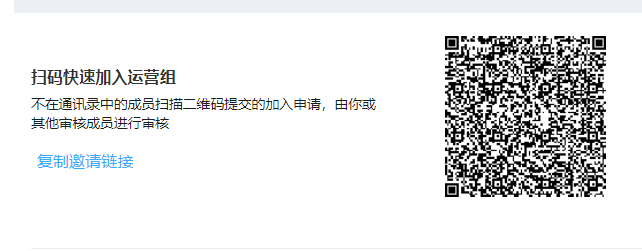 扫码快速加入运营组
不在通讯录中的成员扫描二维码提交的加入申请，由你或
其他审核成员进行审核
复制邀请链接